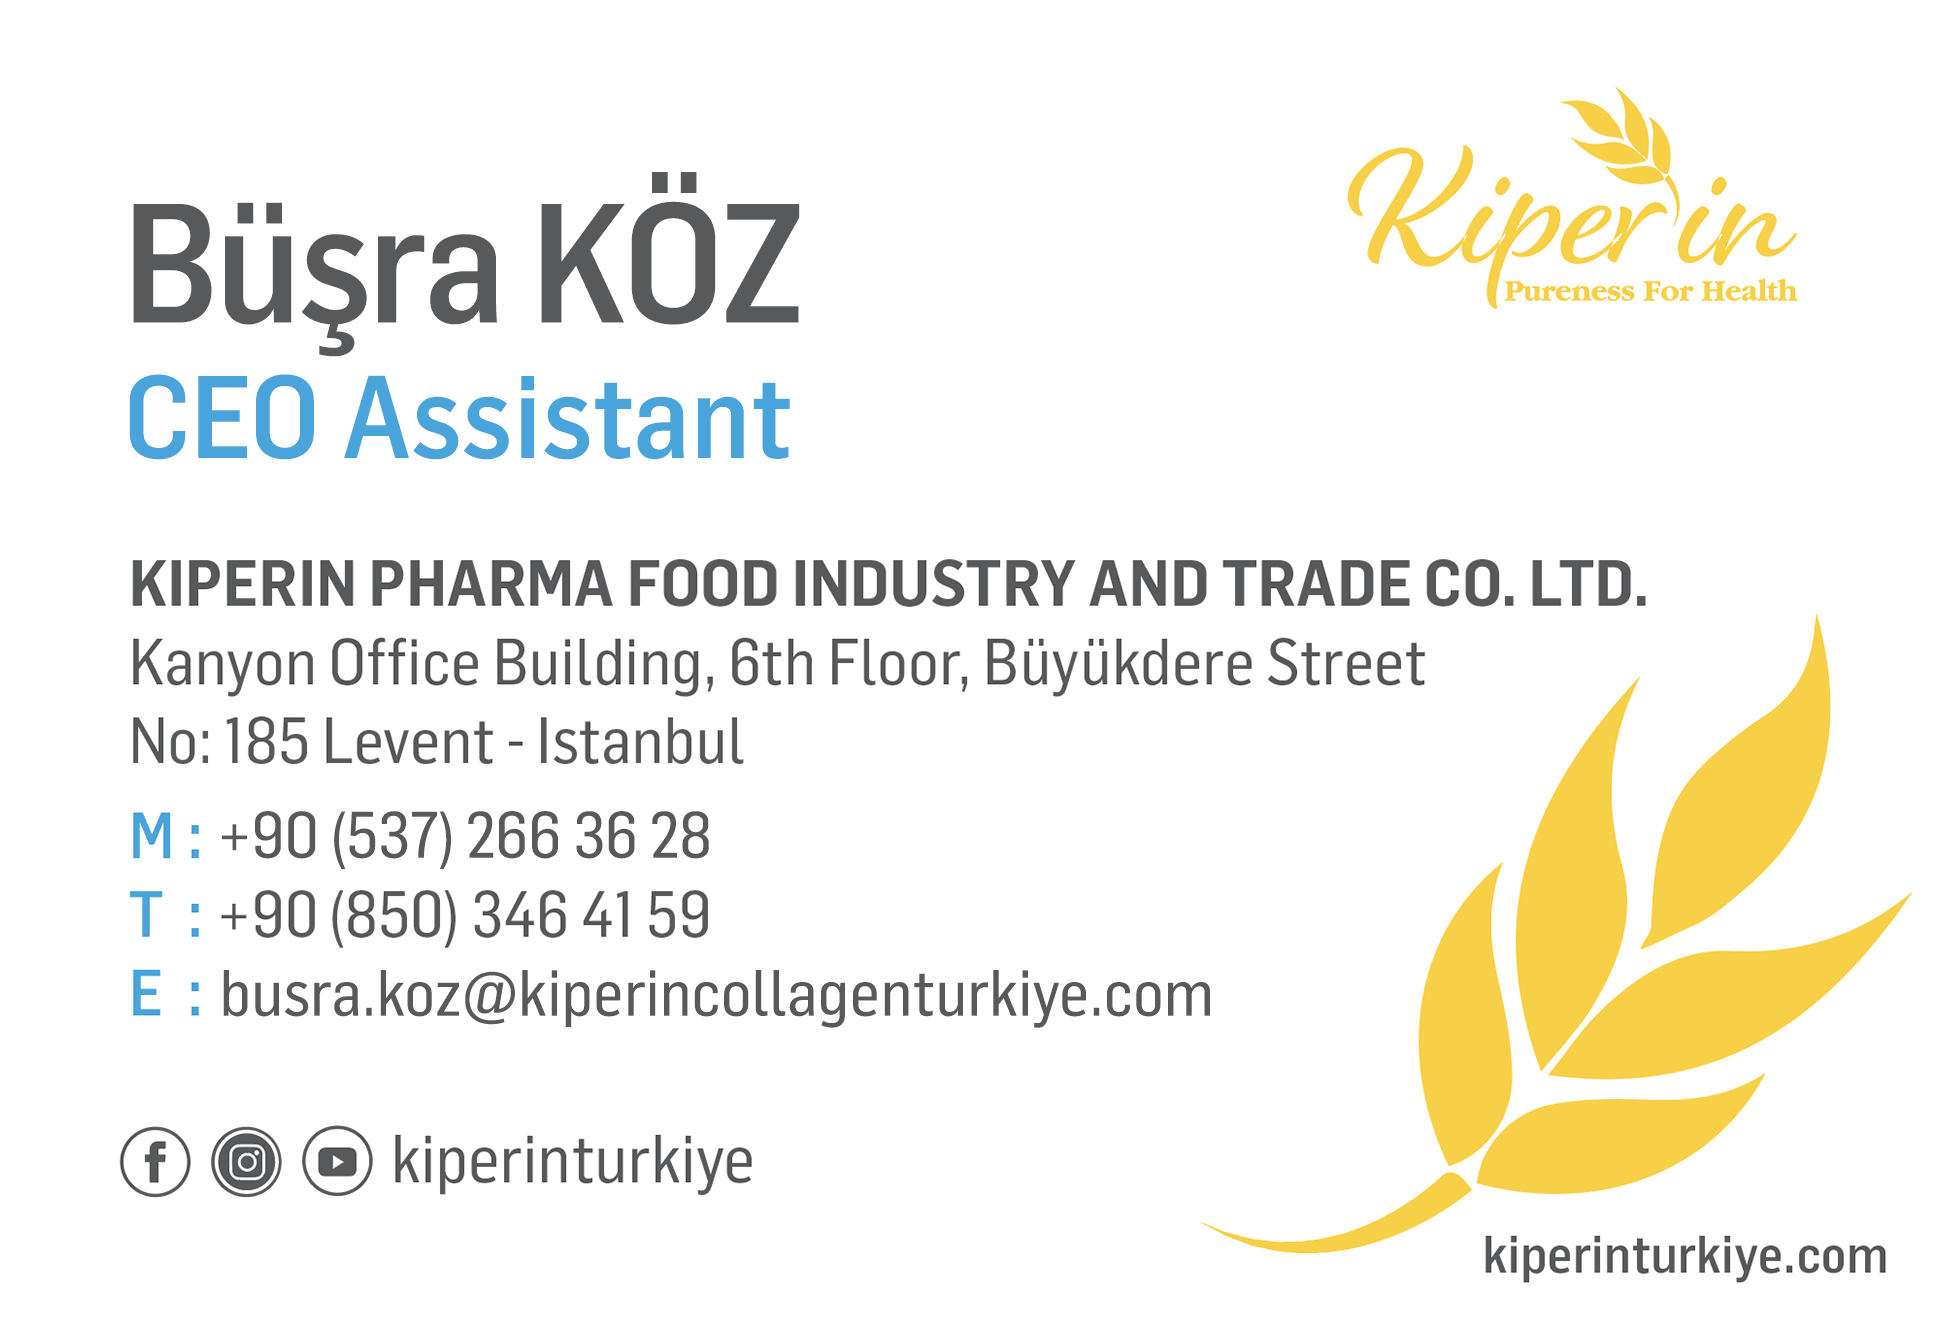 Büşra KÖZ
CEO Assistant
Kiperin
Pureness For Health
KIPERIN PHARMA FOOD INDUSTRY AND TRADE CO. LTD.
Kanyon Office Building, 6th Floor, Büyükdere Street
No: 185 Levent - Istanbul
M : +90 (537) 266 36 28
T : +90 (850) 346 41 59
E : busra.koz@kiperincollagenturkiye.com
kiperinturkiye
kiperinturkiye.com